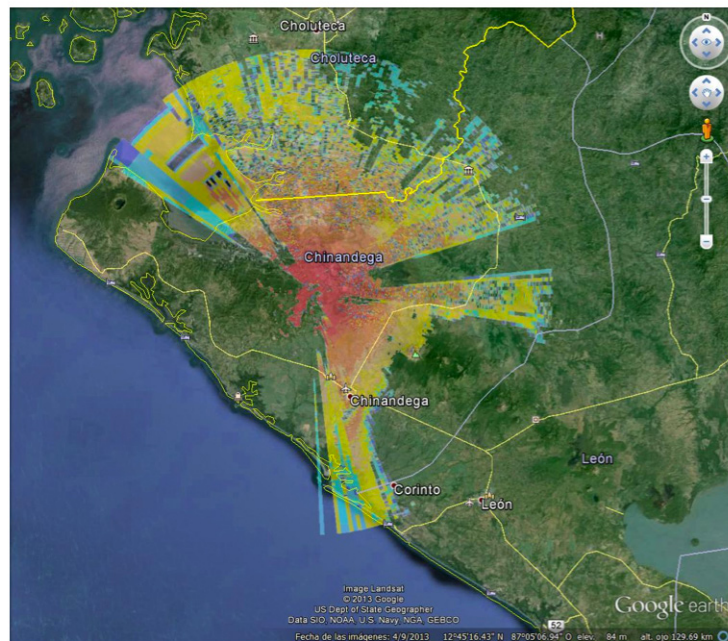 Choluteca
Choluteca
N
Chinandega
Chinandega
León
Corinto
León
Image Landsat
© 2013 Google
US Dept of State Geographer
Data SIO, NOAA, U.S. Navy, NGA, GEBCO
Google earth
52
Fecha de las imágenes: 4/9/2013 12°45'16.43" N 87°05'06.94" O elev. 84 m alt. ojo 129.69 km